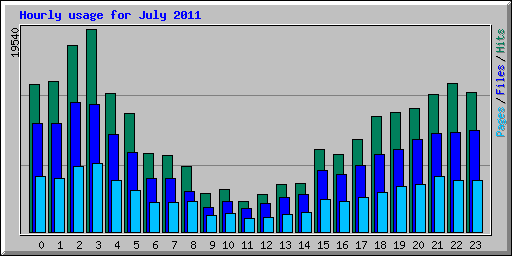 Hourly usage for July 2011
19540
Pages / Files / Hits
0 1 2 3 4 5 6 7 8 9 10 11 12 13 14 15 16 17 18 19 20 21 22 23